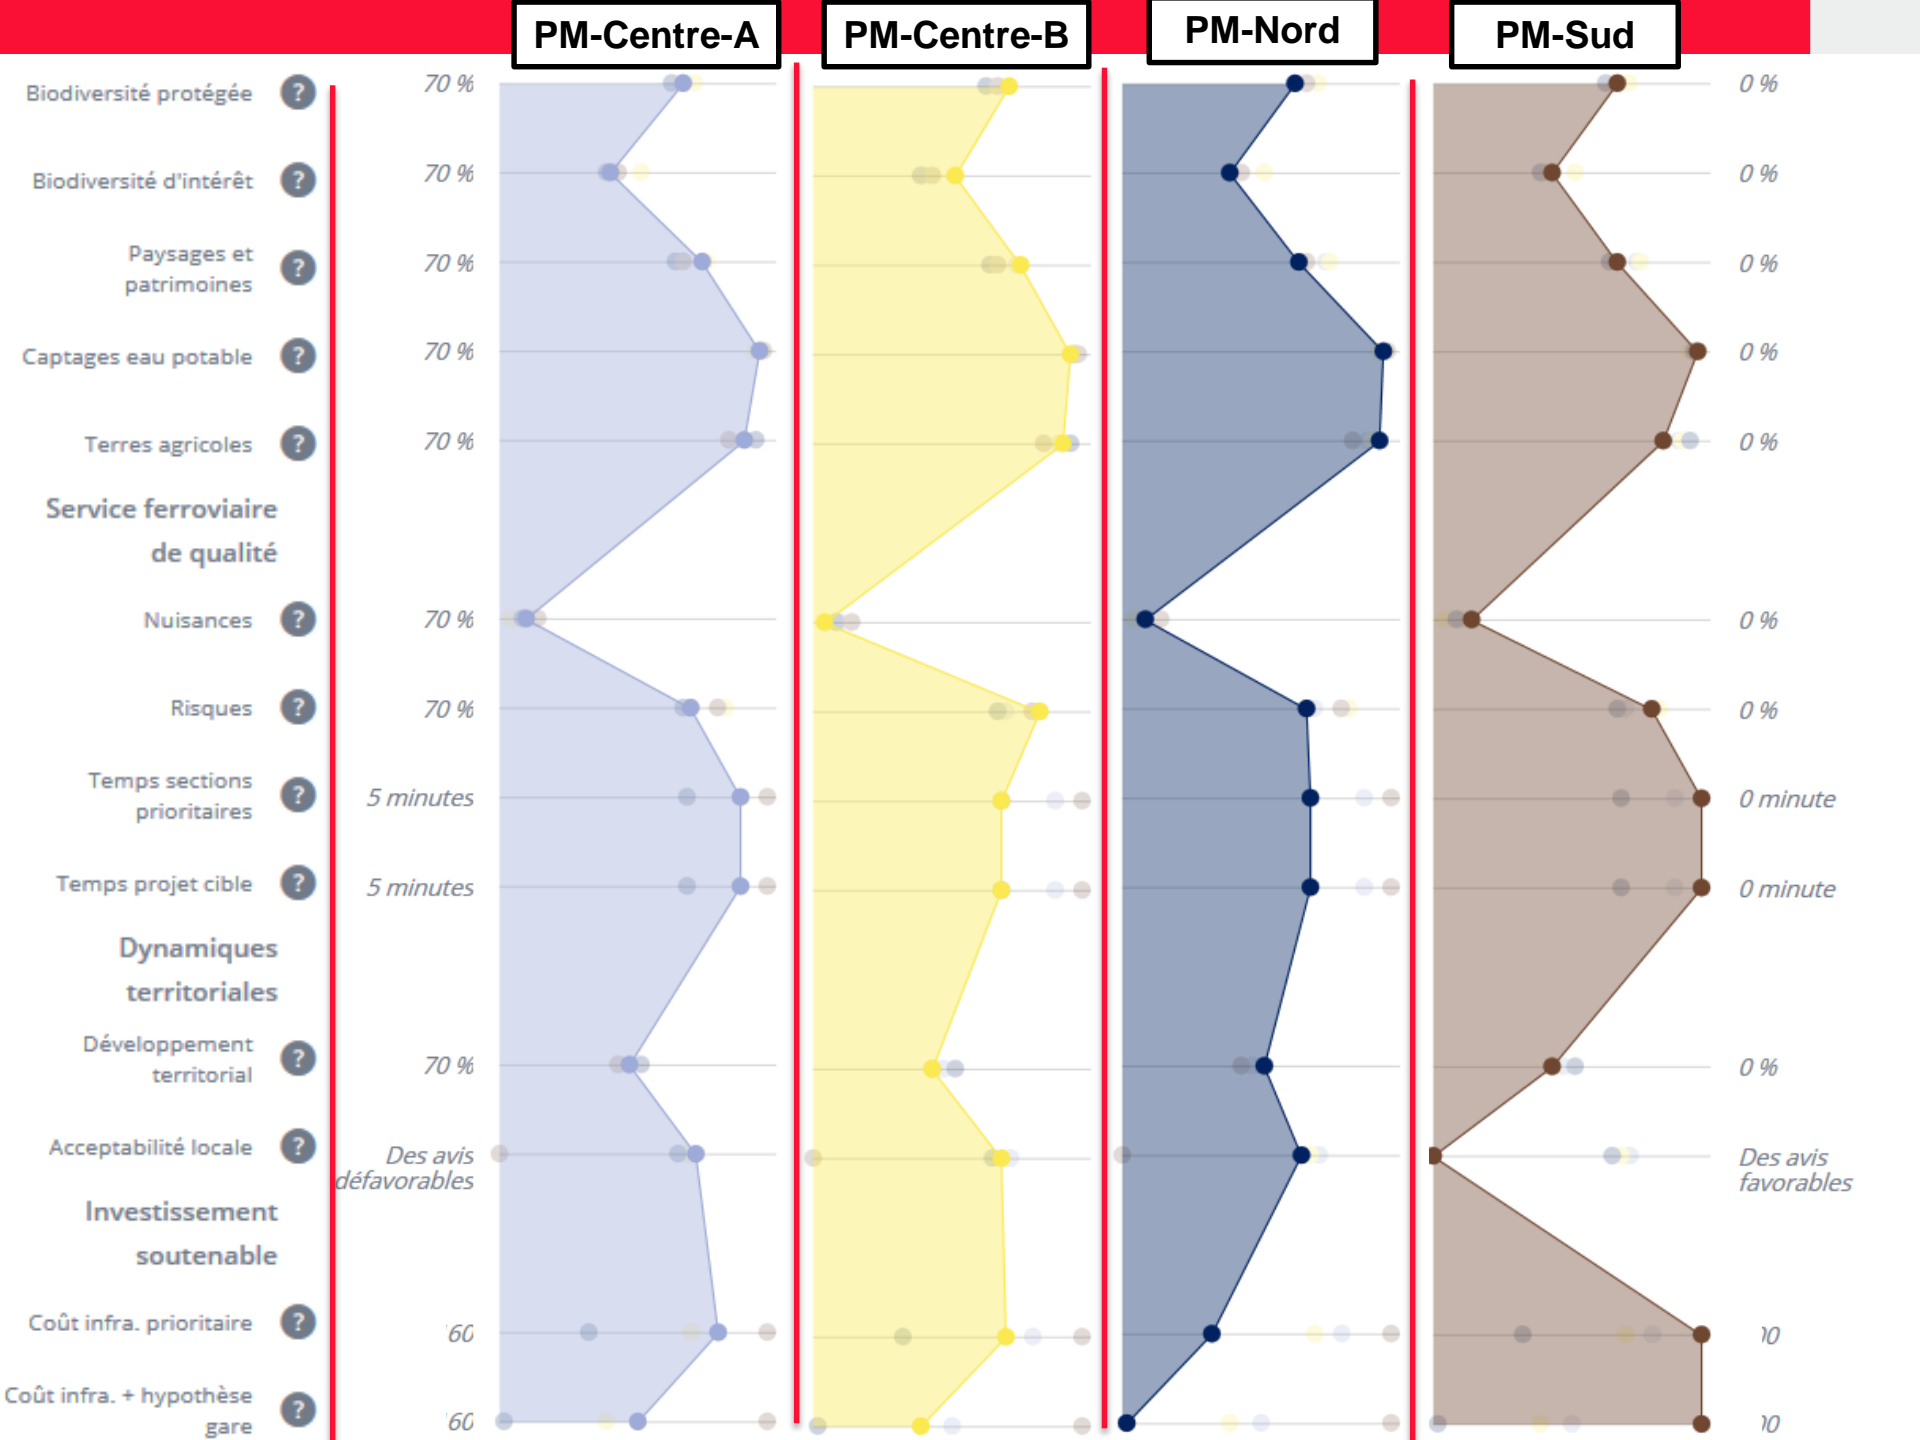 PM-Centre-A
PM-Centre-B
PM-Nord
PM-Sud
Biodiversité protégée ? 70 % 0 %
Biodiversité d'intérêt ? 70 % 0 %
Paysages et
patrimoines ? 70 % 0 %
Captages eau potable ? 70 % 0 %
Terres agricoles ? 70 % 0 %
Service ferroviaire
de qualité
Nuisances ? 70 % 0 %
Risques ? 70 % 0 %
Temps sections
prioritaires ? 5 minutes 0 minute
Temps projet cible ? 5 minutes 0 minute
Dynamiques
territoriales
Développement
territorial ? 70 % 0 %
Acceptabilité locale ? Des avis Des avis
défavorables favorables
Investissement
soutenable
Coût infra. prioritaire ? 60
Coût infra. + hypothèse
gare ? 60